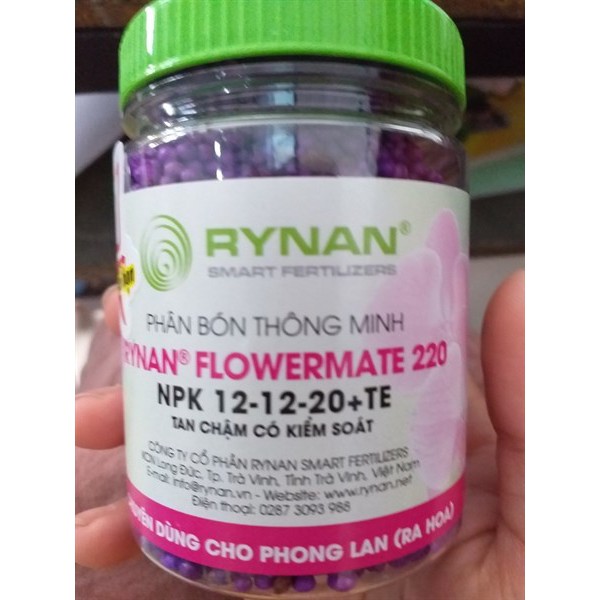 RYNAN®
SMART FERTILIZERS
PHÂN BÓN THÔNG MINH
RYNAN® FLOWERMATE 220
NPK 12-12-20+TE
TAN CHẬM CÓ KIỂM SOÁT
CÔNG TY CỔ PHẦN RYNAN SMART FERTILIZERS
KCN Long Đức, Tp. Trà Vinh, Tỉnh Trà Vinh, Việt Nam
E-mail: info@rynan.vn - Website: www.rynan.net
Điện thoại: 0287 3093 988
DÙNG CHO PHONG LAN (RA HOA)